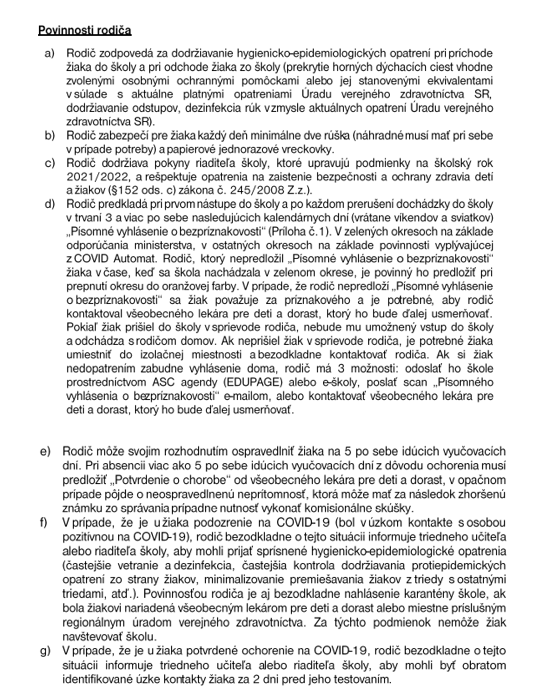 Povinnosti rodiča
a) Rodič zodpovedá za dodržiavanie hygienicko-epidemiologických opatrení pri príchode
žiaka do školy a pri odchode žiaka zo školy (prekrytie horných dýchacích ciest vhodne
zvolenými osobnými ochrannými pomôckami alebo jej stanovenými ekvivalentami
v súlade s aktuálne platnými opatreniami Úradu verejného zdravotníctva SR,
dodržiavanie odstupov, dezinfekcia rúk v zmysle aktuálnych opatrení Úradu verejného
zdravotníctva SR).
b) Rodič zabezpečí pre žiaka každý deň minimálne dve rúška (náhradné musí mať pri sebe
v prípade potreby) a papierové jednorazové vreckovky.
c) Rodič dodržiava pokyny riaditeľa školy, ktoré upravujú podmienky na školský rok
2021/2022, a rešpektuje opatrenia na zaistenie bezpečnosti a ochrany zdravia detí
a žiakov (§152 ods. c) zákona č. 245/2008 Z.z.).
d) Rodič predkladá pri prvom nástupe do školy a po každom prerušení dochádzky do školy
v trvaní 3 a viac po sebe nasledujúcich kalendárnych dní (vrátane víkendov a sviatkov)
„Písomné vyhlásenie o bezpríznakovosti“ (Príloha č.1). V zelených okresoch na základe
odporúčania ministerstva, v ostatných okresoch na základe povinnosti vyplývajúcej
z COVID Automat. Rodič, ktorý nepredložil „Písomné vyhlásenie o bezpríznakovosti“
žiaka v čase, keď sa škola nachádzala v zelenom okrese, je povinný ho predložiť pri
prepnutí okresu do oranžovej farby. V prípade, že rodič nepredloží „Písomné vyhlásenie
o bezpríznakovosti“ sa žiak považuje za príznakového a je potrebné, aby rodič
kontaktoval všeobecného lekára pre deti a dorast, ktorý ho bude ďalej usmerňovať.
Pokiaľ žiak prišiel do školy v sprievode rodiča, nebude mu umožnený vstup do školy
a odchádza s rodičom domov. Ak neprišiel žiak v sprievode rodiča, je potrebné žiaka
umiestniť do izolačnej miestnosti a bezodkladne kontaktovať rodiča. Ak si žiak
nedopatrením zabudne vyhlásenie doma, rodič má 3 možnosti: odoslať ho škole
prostredníctvom ASC agendy (EDUPAGE) alebo e-školy, poslať scan „Písomného
vyhlásenia o bezpríznakovosti“ e-mailom, alebo kontaktovať všeobecného lekára pre
deti a dorast, ktorý ho bude ďalej usmerňovať.
e) Rodič môže svojim rozhodnutím ospravedlniť žiaka na 5 po sebe idúcich vyučovacích
dní. Pri absencii viac ako 5 po sebe idúcich vyučovacích dní z dôvodu ochorenia musí
predložiť „Potvrdenie o chorobe“ od všeobecného lekára pre deti a dorast, v opačnom
prípade pôjde o neospravedlnenú neprítomnosť, ktorá môže mať za následok zhoršenú
známku zo správania prípadne nutnosť vykonať komisionálne skúšky.
f) V prípade, že je u žiaka podozrenie na COVID-19 (bol v úzkom kontakte s osobou
pozitívnou na COVID-19), rodič bezodkladne o tejto situácii informuje triedneho učiteľa
alebo riaditeľa školy, aby mohli prijať sprísnené hygienicko-epidemiologické opatrenia
(častejšie vetranie a dezinfekcia, častejšia kontrola dodržiavania protiepidemických
opatrení zo strany žiakov, minimalizovanie premiešavania žiakov z triedy s ostatnými
triedami, atď.). Povinnosťou rodiča je aj bezodkladne nahlásenie karantény škole, ak
bola žiakovi nariadená všeobecným lekárom pre deti a dorast alebo miestne príslušným
regionálnym úradom verejného zdravotníctva. Za týchto podmienok nemôže žiak
navštevovať školu.
g) V prípade, že je u žiaka potvrdené ochorenie na COVID-19, rodič bezodkladne o tejto
situácii informuje triedneho učiteľa alebo riaditeľa školy, aby mohli byť obratom
identifikované úzke kontakty žiaka za 2 dni pred jeho testovaním.